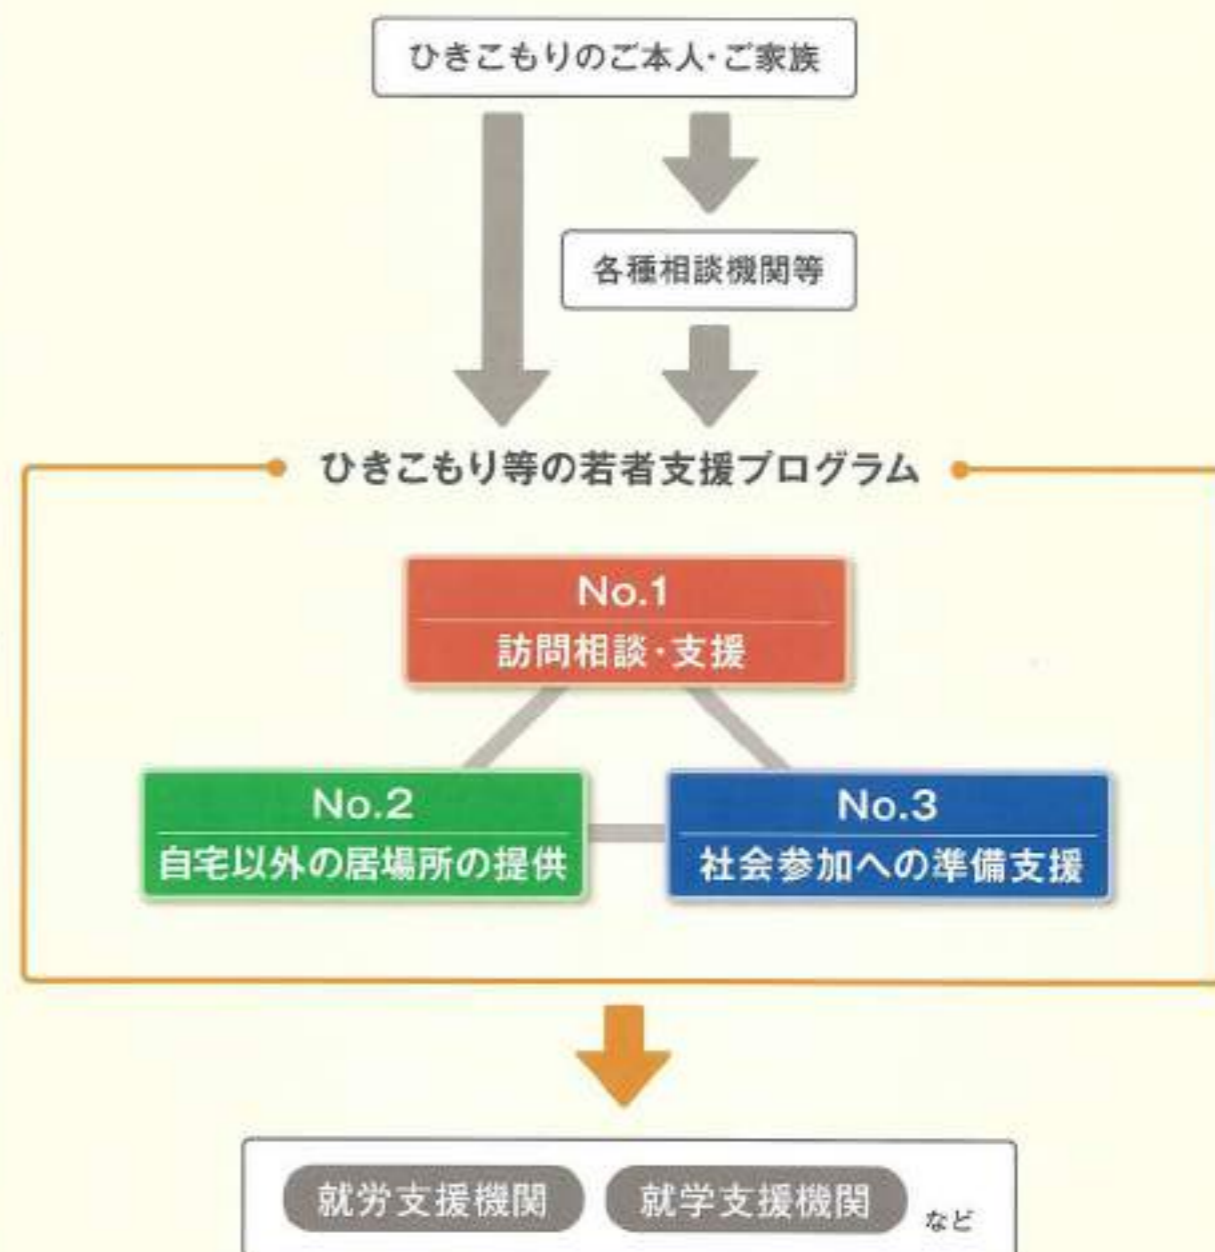 ひきこもりのご本人・ご家族
各種相談機関等
ひきこもり等の若者支援プログラム
No.1
訪問相談・支援
No.2
自宅以外の居場所の提供
No.3
社会参加への準備支援
就労支援機関
就学支援機関
など